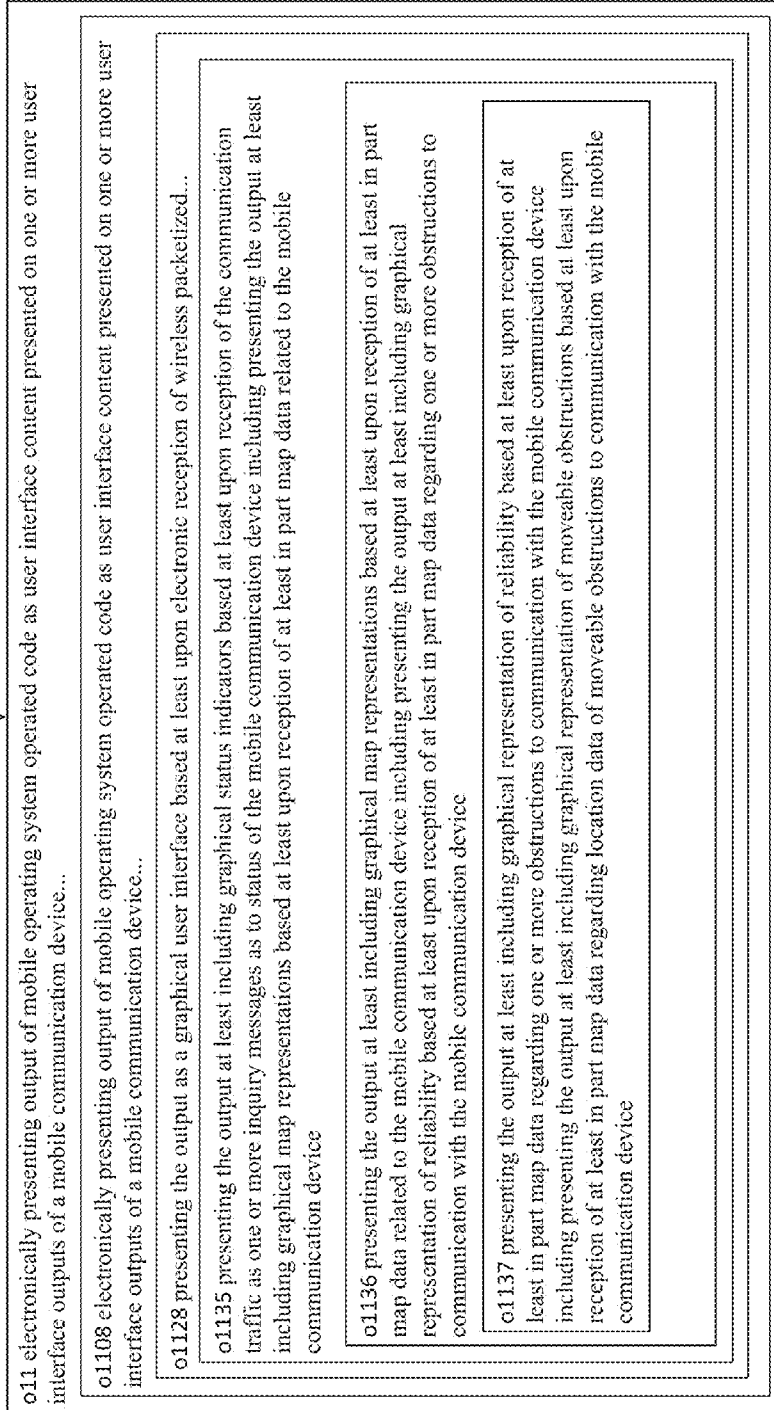 o11 electronically presenting output of mobile operating system operated code as user interface content presented on one or more user
interface outputs of a mobile communication device...
o1108 electronically presenting output of mobile operating system operated code as user interface content presented on one or more user
interface outputs of a mobile communication device...
o1128 presenting the output as a graphical user interface based at least upon electronic reception of wireless packetized...
o1135 presenting the output at least including graphical status indicators based at least upon reception of the communication
traffic as one or more inquiry messages as to status of the mobile communication device including presenting the output at least
including graphical map representations based at least upon reception of at least in part map data related to the mobile
communication device
o1136 presenting the output at least including graphical map representations based at least upon reception of at least in part
map data related to the mobile communication device including presenting the output at least including graphical
representation of reliability based at least upon reception of at least in part map data regarding one or more obstructions to
communication with the mobile communication device
o1137 presenting the output at least including graphical representation of reliability based at least upon reception of at
least in part map data regarding one or more obstructions to communication with the mobile communication device
including presenting the output at least including graphical representation of moveable obstructions based at least upon
reception of at least in part map data regarding location data of moveable obstructions to communication with the mobile
communication device